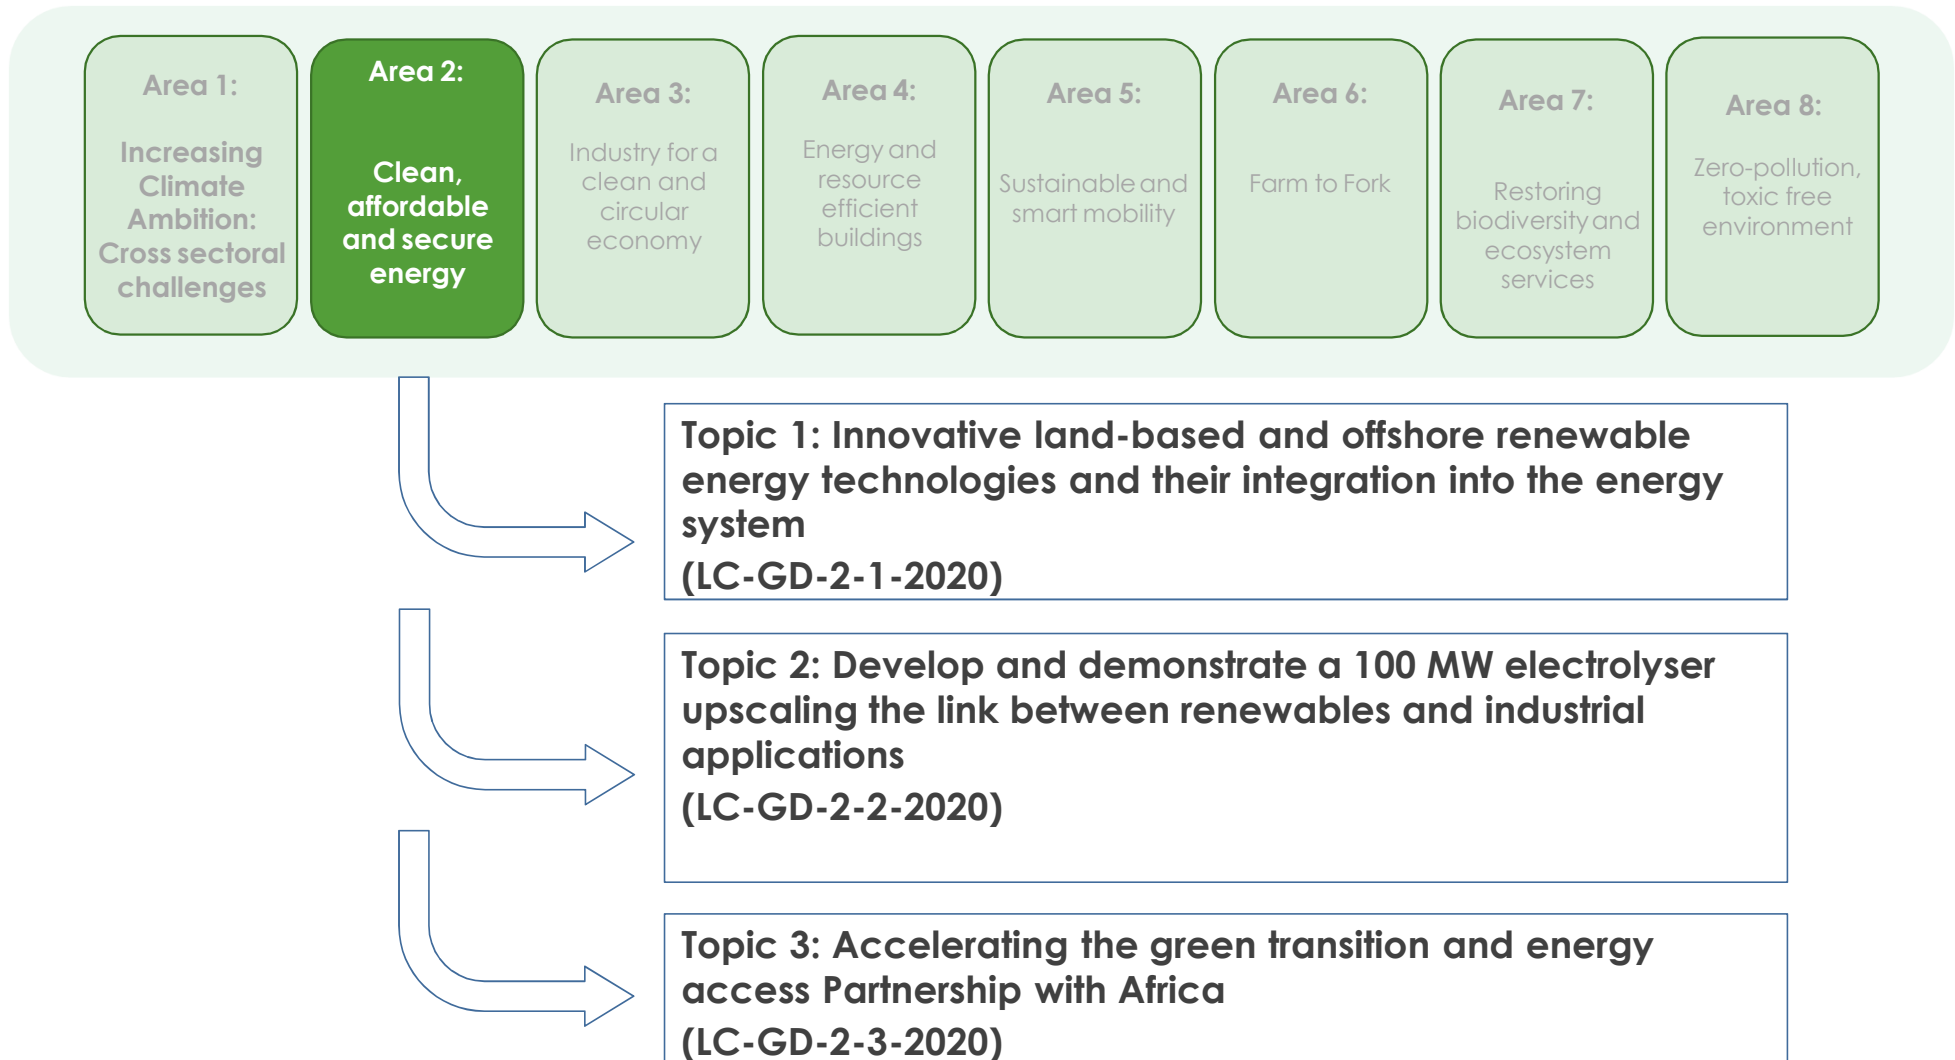 Area 1:
Increasing
Climate
Ambition:
Cross sectoral
challenges
Area 2:
Clean,
affordable
and secure
energy
Area 3:
Industry for a
clean and
circular
economy
Area 4:
Energy and
resource
efficient
buildings
Area 5:
Sustainable and
smart mobility
Area 6:
Farm to Fork
Area 7:
Restoring
biodiversity and
ecosystem
services
Area 8:
Zero-pollution,
toxic free
environment
Topic 1: Innovative land-based and offshore renewable
energy technologies and their integration into the energy
system
(LC-GD-2-1-2020)
Topic 2: Develop and demonstrate a 100 MW electrolyser
upscaling the link between renewables and industrial
applications
(LC-GD-2-2-2020)
Topic 3: Accelerating the green transition and energy
access Partnership with Africa
(LC-GD-2-3-2020)